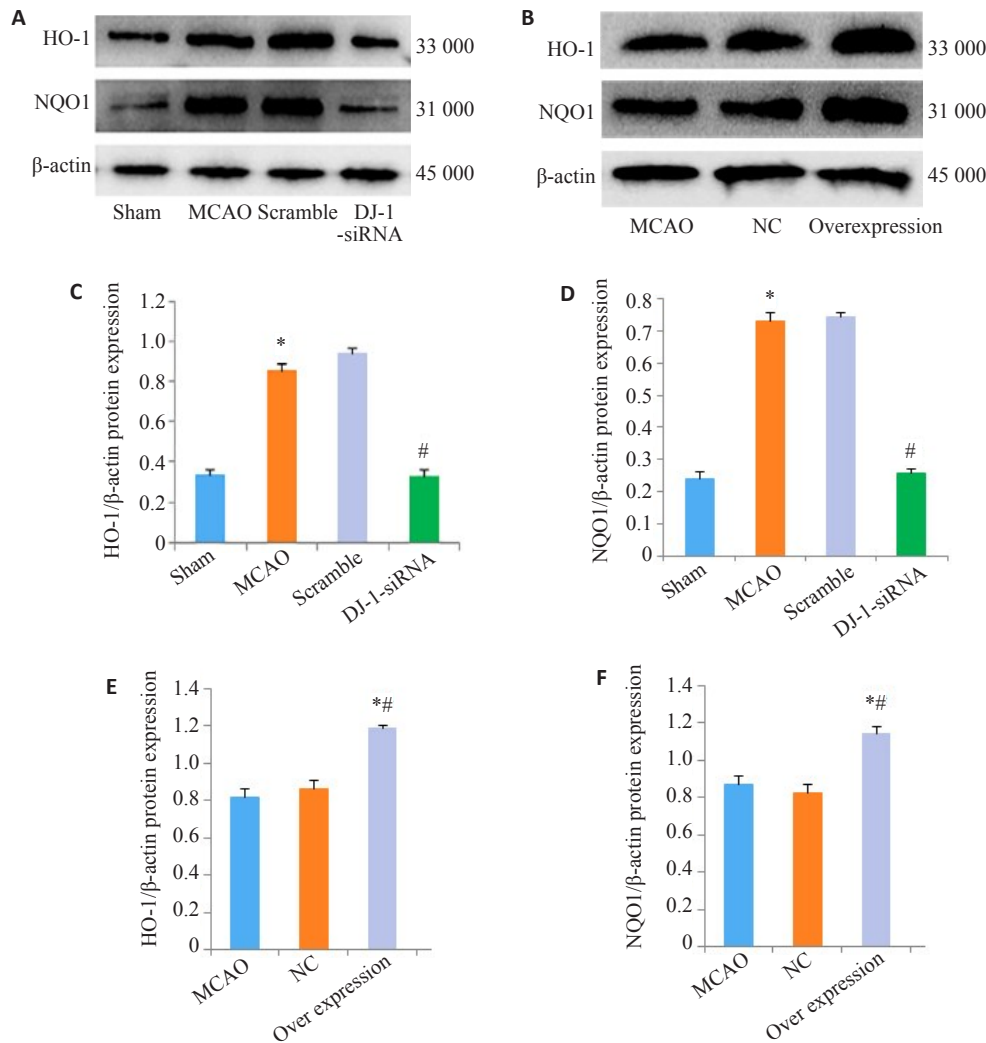 A
HO-1
33 000
NQO1
31 000
β-actin
45 000
Sham MCAO Scramble DJ-1
-siRNA
B
HO-1
33 000
NQO1
31 000
β-actin
45 000
MCAO NC Overexpression
C
HO-1/β-actin protein expression
1.2
1.0
0.8
0.6
0.4
0.2
0
*
#
Sham
MCAO
Scramble
DJ-1-siRNA
D
NQO1/β-actin protein expression
0.8
0.7
0.6
0.5
0.4
0.3
0.2
0.1
0
*
#
Sham
MCAO
Scramble
DJ-1-siRNA
E
HO-1/β-actin protein expression
1.4
1.2
1.0
0.8
0.6
0.4
0.2
0
*#
MCAO
NC
Over expression
F
NQO1/β-actin protein expression
1.4
1.2
1.0
0.8
0.6
0.4
0.2
0
*#
MCAO
NC
Over expression